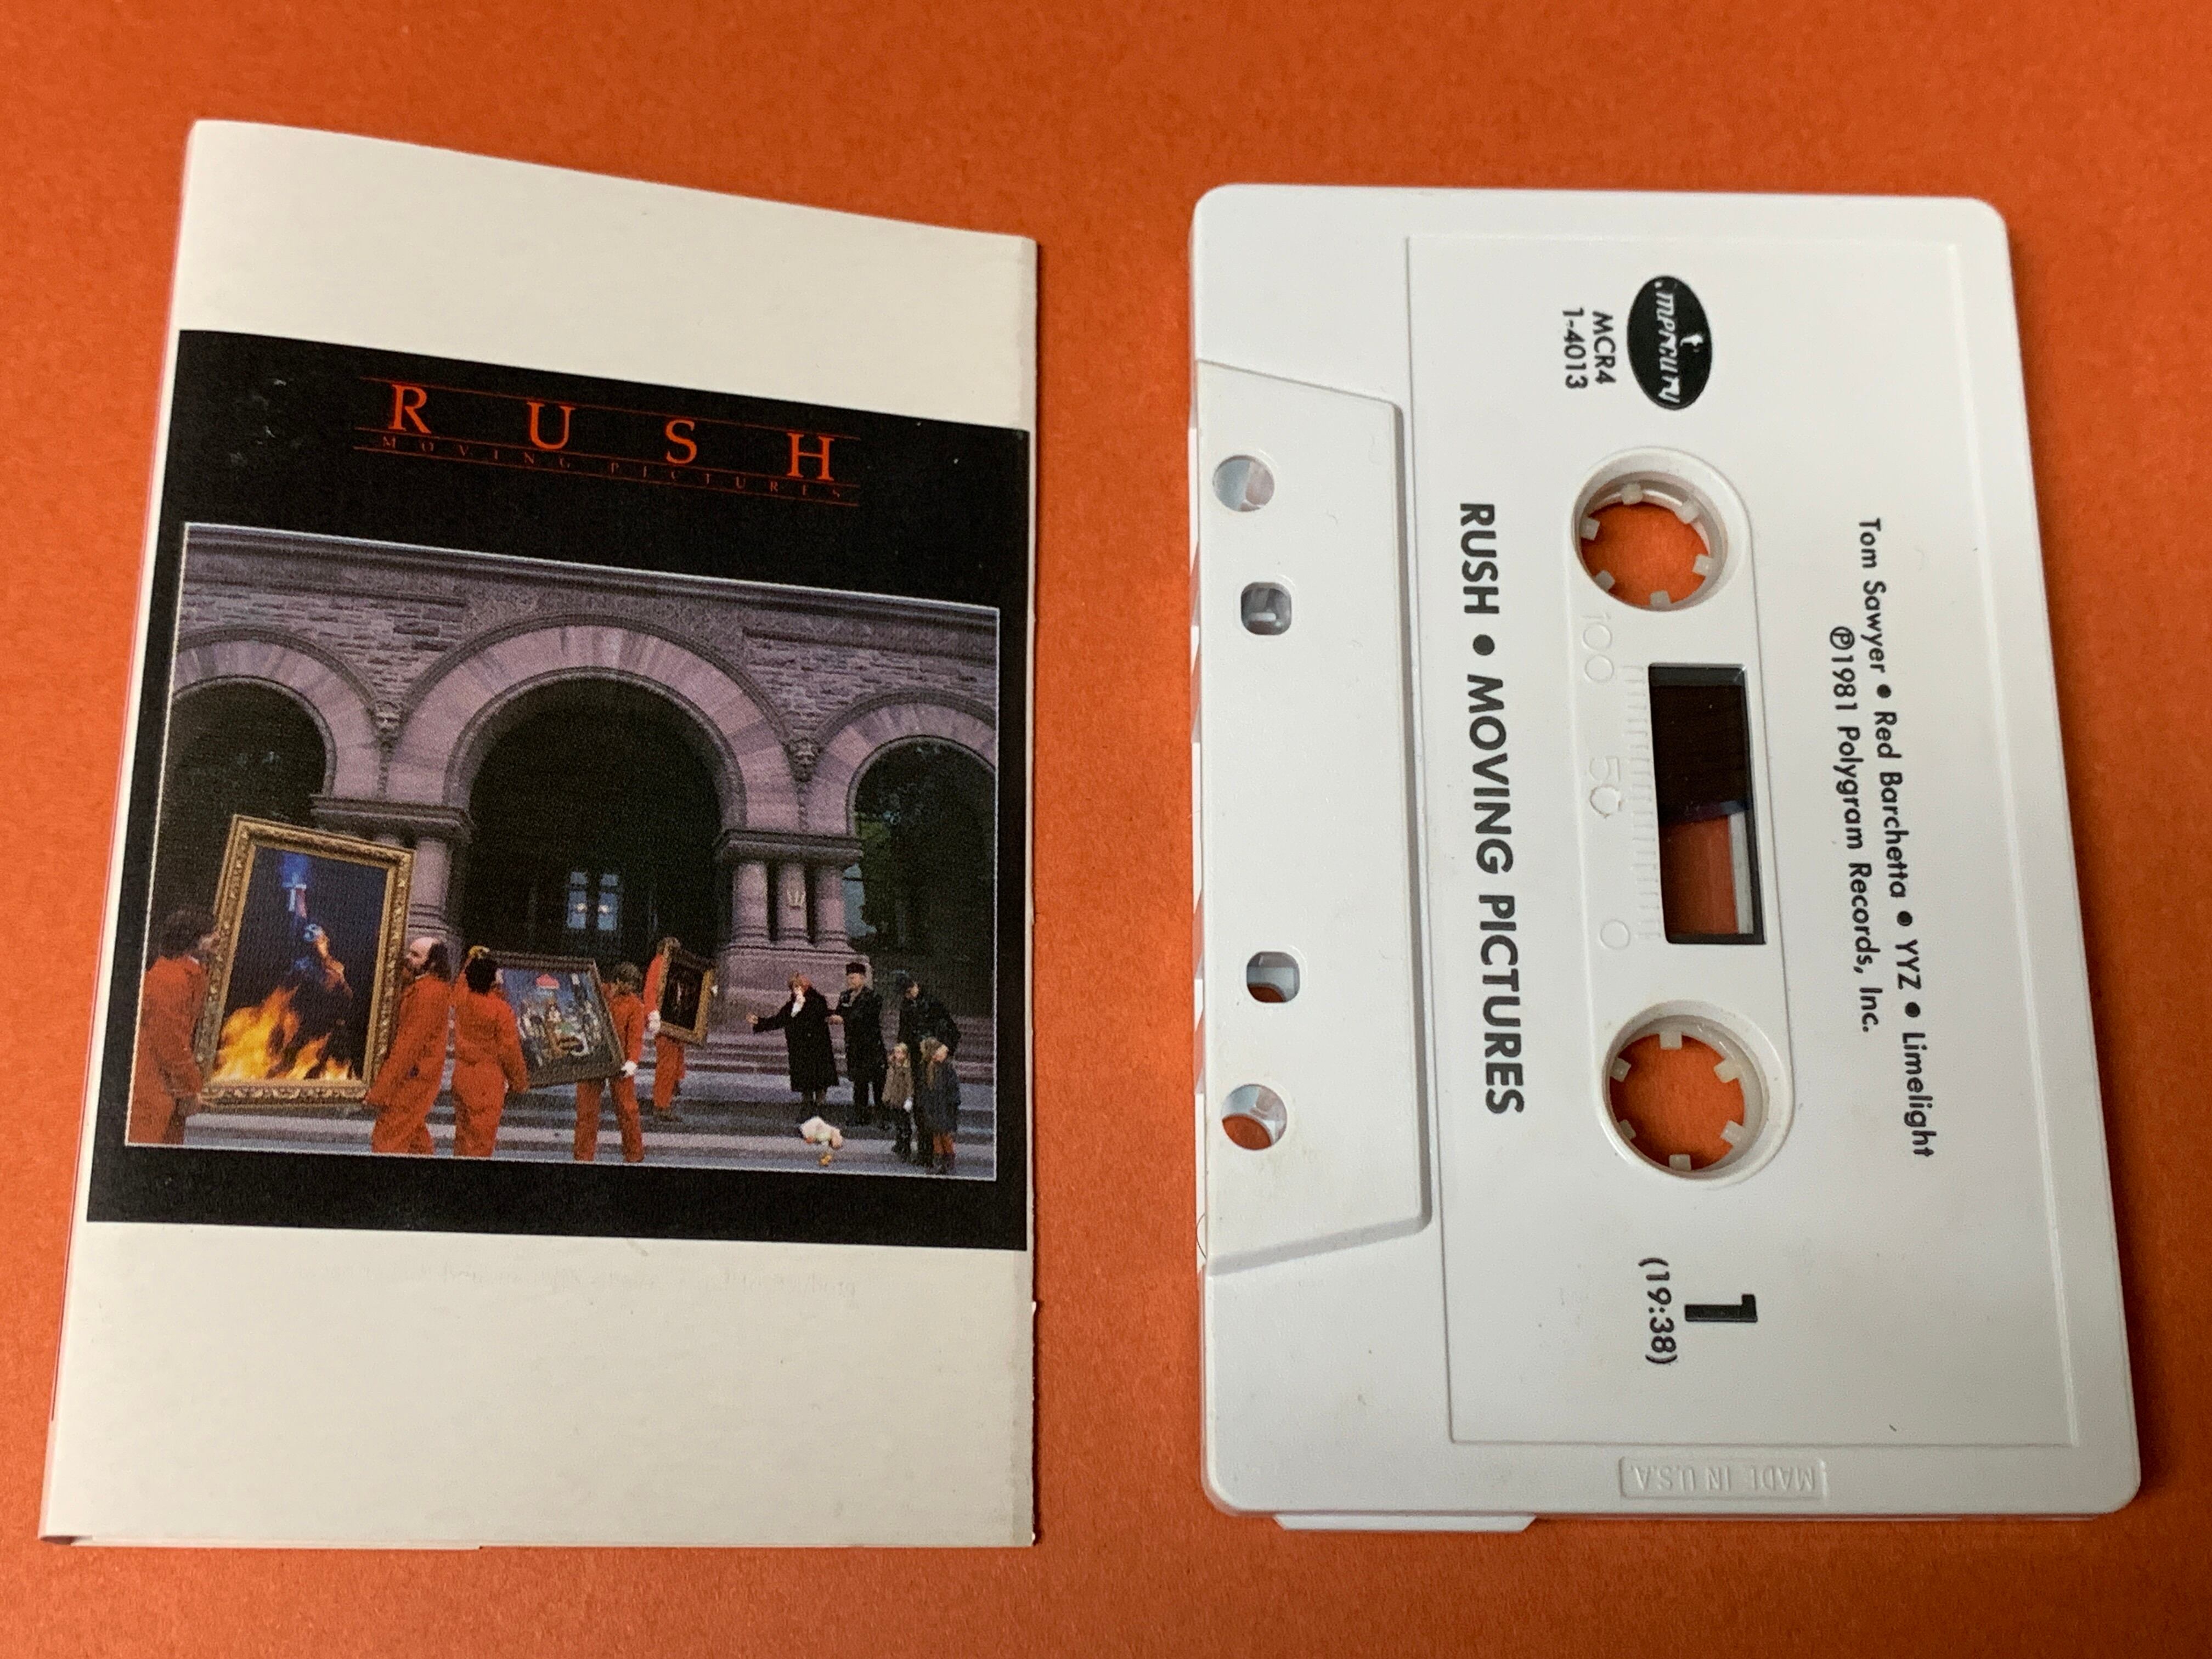 RUSH
MOVING PICTURES
mercury
MCR4
1-4013
RUSH • MOVING PICTURES
100 50 0
Tom Sawyer • Red Barchetta • YYZ • Limelight
℗1981 Polygram Records, Inc.
1
(19:38)
MADE IN U.S.A.